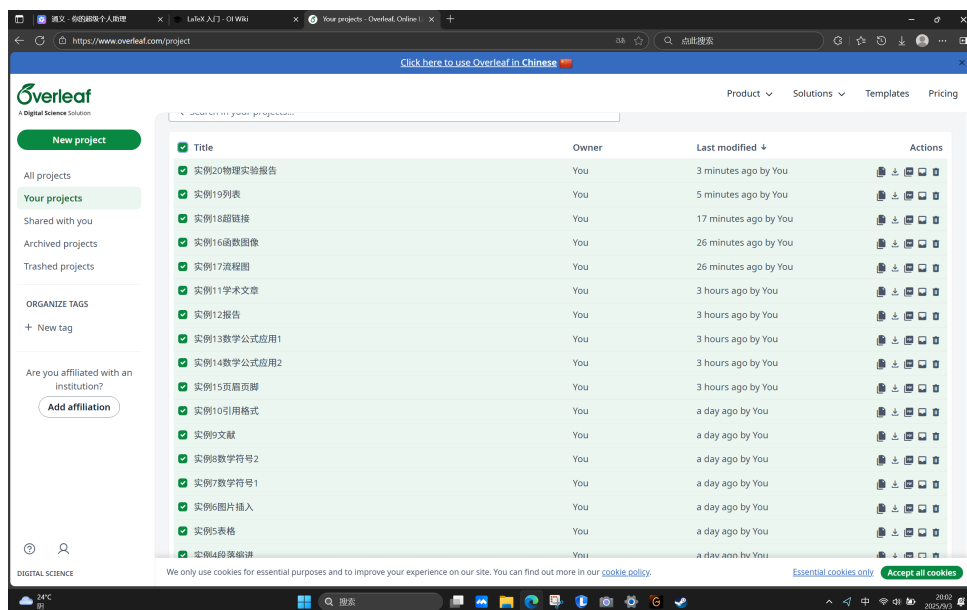 通义 - 你的超级个人助理
LaTeX 入门 - OI Wiki
Your projects - Overleaf, Online L
https://www.overleaf.com/project
点此搜索
Click here to use Overleaf in Chinese
Overleaf
A Digital Science Solution
Product
Solutions
Templates
Pricing
New project
All projects
Your projects
Shared with you
Archived projects
Trashed projects
ORGANIZE TAGS
+ New tag
Are you affiliated with an
institution?
Add affiliation
DIGITAL SCIENCE
Search in your projects...
Title Owner Last modified Actions
实例20物理实验报告 You 3 minutes ago by You
实例19列表 You 5 minutes ago by You
实例18超链接 You 17 minutes ago by You
实例16函数图像 You 26 minutes ago by You
实例17流程图 You 26 minutes ago by You
实例11学术文章 You 3 hours ago by You
实例12报告 You 3 hours ago by You
实例13数学公式应用1 You 3 hours ago by You
实例14数学公式应用2 You 3 hours ago by You
实例15页眉页脚 You 3 hours ago by You
实例10引用格式 You a day ago by You
实例9文献 You a day ago by You
实例8数学符号2 You a day ago by You
实例7数学符号1 You a day ago by You
实例6图片插入 You a day ago by You
实例5表格 You a day ago by You
实例4段落缩进 You a day ago by You
We only use cookies for essential purposes and to improve your experience on our site. You can find out more in our cookie policy.
Essential cookies only
Accept all cookies
24°C
阴
搜索
中
20:02
2025/9/3